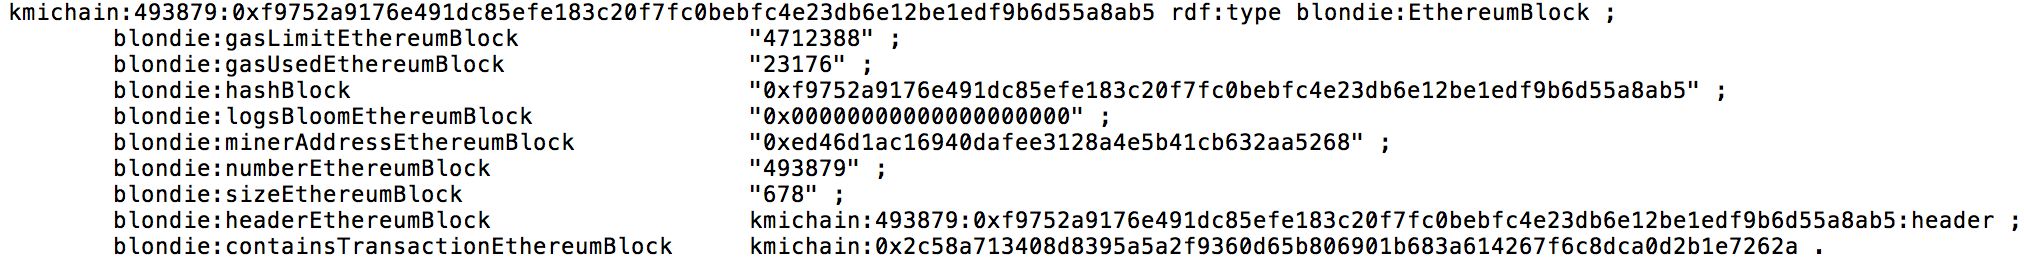 kmichain:493879:0xf9752a9176e491dc85efe183c20f7fc0bebfc4e23db6e12be1edf9b6d55a8ab5 rdf:type blondie:EthereumBlock ;
blondie:gasLimitEthereumBlock "4712388" ;
blondie:gasUsedEthereumBlock "23176" ;
blondie:hashBlock "0xf9752a9176e491dc85efe183c20f7fc0bebfc4e23db6e12be1edf9b6d55a8ab5" ;
blondie:logsBloomEthereumBlock "0x00000000000000000000" ;
blondie:minerAddressEthereumBlock "0xed46d1ac16940dafee3128a4e5b41cb632aa5268" ;
blondie:numberEthereumBlock "493879" ;
blondie:sizeEthereumBlock "678" ;
blondie:headerEthereumBlock kmichain:493879:0xf9752a9176e491dc85efe183c20f7fc0bebfc4e23db6e12be1edf9b6d55a8ab5:header ;
blondie:containsTransactionEthereumBlock kmichain:0x2c58a713408d8395a5a2f9360d65b806901b683a614267f6c8dca0d2b1e7262a .